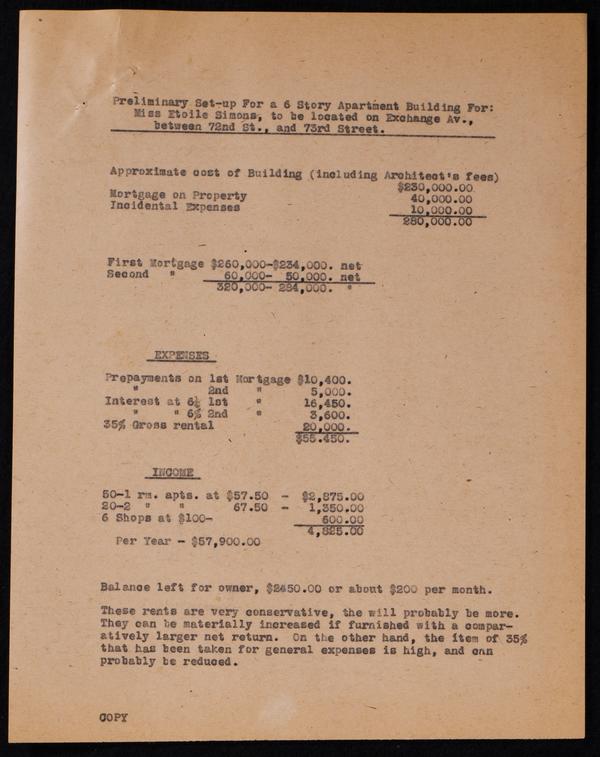 Preliminary Set-up For a 6 Story Apartment Building For:
Miss Etoile Simons, to be located on Exchange Av.,
between 72nd St., and 73rd Street.
Approximate cost of Building (including Architect's fees)
$230,000.00
Mortgage on Property 40,000.00
Incidental Expenses 10,000.00
280,000.00
First Mortgage $260,000-$234,000. net
Second " 60,000- 50,000. net
320,000- 284,000. "
EXPENSES
Prepayments on 1st Mortgage $10,400.
" 2nd " 5,000.
Interest at 6½ 1st " 16,450.
" " 6% 2nd " 3,600.
35% Gross rental 20,000.
$55.450.
INCOME
50-1 rm. apts. at $57.50 - $2,875.00
20-2 " " 67.50 - 1,350.00
6 Shops at $100- 600.00
4,825.00
Per Year - $57,900.00
Balance left for owner, $2450.00 or about $200 per month.
These rents are very conservative, the will probably be more.
They can be materially increased if furnished with a compar-
atively larger net return. On the other hand, the item of 35%
that has been taken for general expenses is high, and can
probably be reduced.
COPY